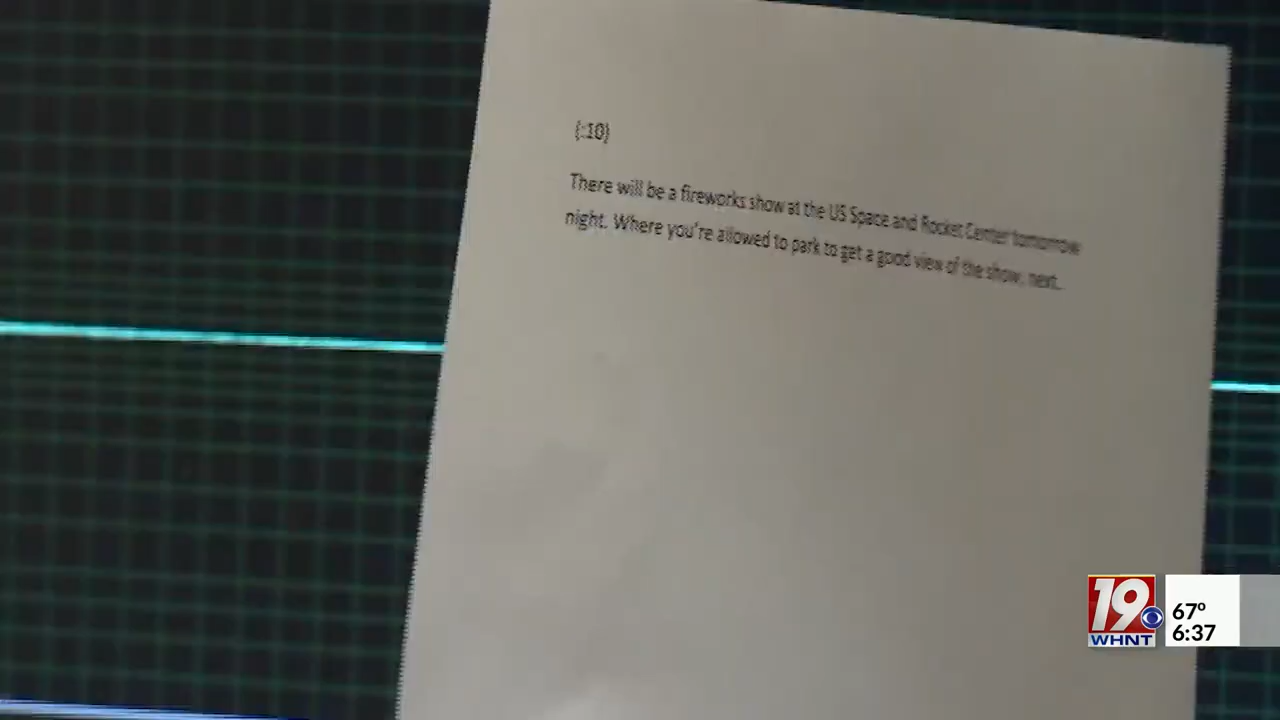 {:10}
There will be a fireworks show at the US Space and Rocket Center tomorrow
night. Where you're allowed to park to get a good view of the show, next.
19
WHNT
67º
6:37